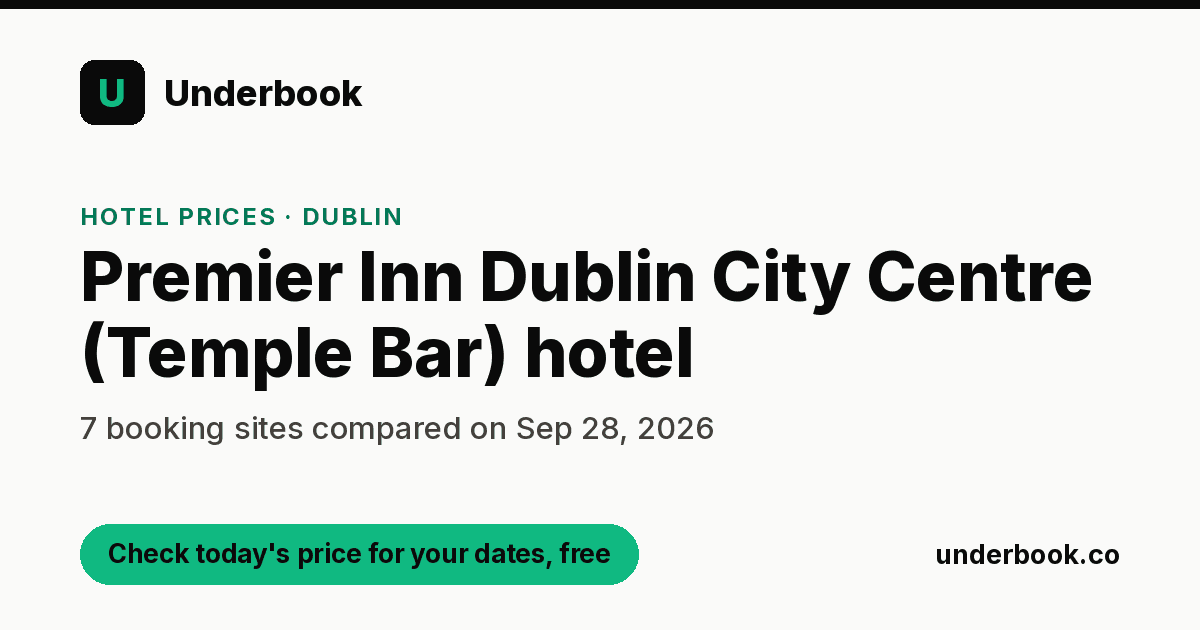 U Underbook
HOTEL PRICES · DUBLIN
Premier Inn Dublin City Centre
(Temple Bar) hotel
7 booking sites compared on Sep 28, 2026
Check today's price for your dates, free
underbook.co